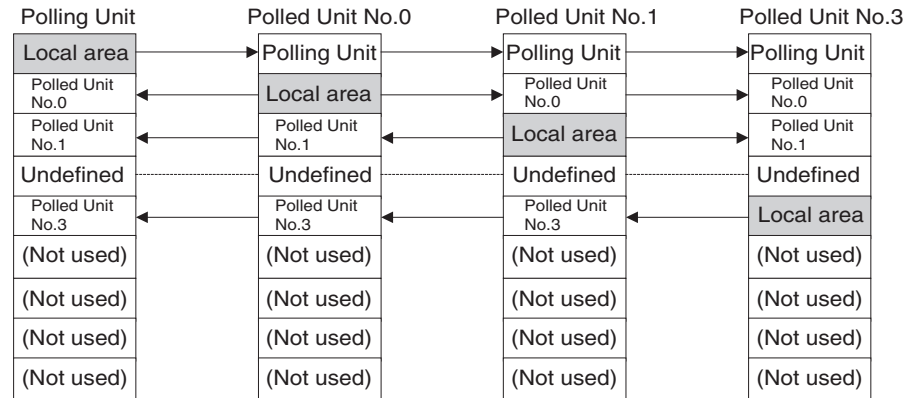 Polling Unit Polled Unit No.0 Polled Unit No.1 Polled Unit No.3
Local area Polling Unit Polling Unit Polling Unit
Polled Unit No.0 Local area Polled Unit No.0 Polled Unit No.0
Polled Unit No.1 Polled Unit No.1 Local area Polled Unit No.1
Undefined Undefined Undefined Undefined
Polled Unit No.3 Polled Unit No.3 Polled Unit No.3 Local area
(Not used) (Not used) (Not used) (Not used)
(Not used) (Not used) (Not used) (Not used)
(Not used) (Not used) (Not used) (Not used)
(Not used) (Not used) (Not used) (Not used)